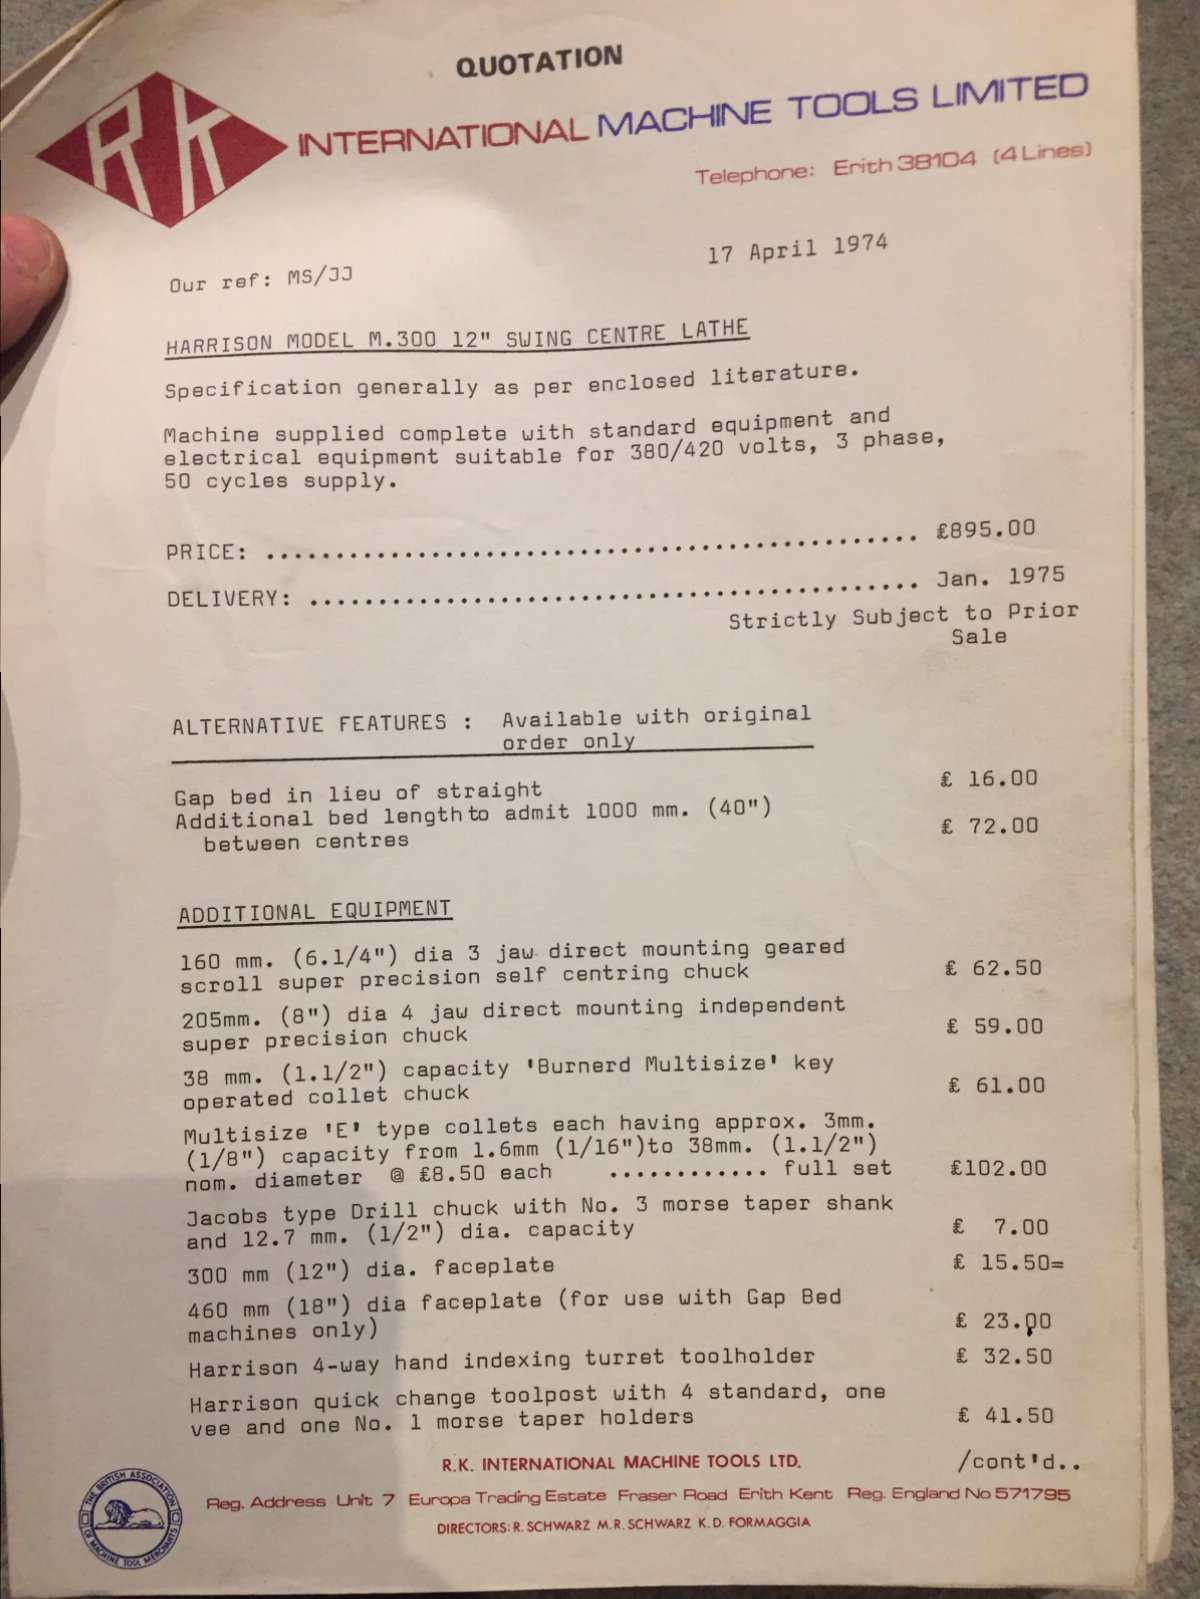 QUOTATION
RK
INTERNATIONAL MACHINE TOOLS LIMITED
Telephone: Erith 38104 (4 Lines)
17 April 1974
Our ref: MS/JJ
HARRISON MODEL M.300 12" SWING CENTRE LATHE
Specification generally as per enclosed literature.
Machine supplied complete with standard equipment and
electrical equipment suitable for 380/420 volts, 3 phase,
50 cycles supply.
PRICE: ............................................... £895.00
DELIVERY: ............................................ Jan. 1975
Strictly Subject to Prior
Sale
ALTERNATIVE FEATURES : Available with original
order only
Gap bed in lieu of straight £ 16.00
Additional bed length to admit 1000 mm. (40")
between centres £ 72.00
ADDITIONAL EQUIPMENT
160 mm. (6.1/4") dia 3 jaw direct mounting geared
scroll super precision self centring chuck £ 62.50
205mm. (8") dia 4 jaw direct mounting independent
super precision chuck £ 59.00
38 mm. (1.1/2") capacity 'Burnerd Multisize' key
operated collet chuck £ 61.00
Multisize 'E' type collets each having approx. 3mm.
(1/8") capacity from 1.6mm (1/16")to 38mm. (1.1/2")
nom. diameter @ £8.50 each ............ full set £102.00
Jacobs type Drill chuck with No. 3 morse taper shank
and 12.7 mm. (1/2") dia. capacity £ 7.00
300 mm (12") dia. faceplate £ 15.50=
460 mm (18") dia faceplate (for use with Gap Bed
machines only) £ 23.00
Harrison 4-way hand indexing turret toolholder £ 32.50
Harrison quick change toolpost with 4 standard, one
vee and one No. 1 morse taper holders £ 41.50
/cont'd..
R.K. INTERNATIONAL MACHINE TOOLS LTD.
Reg. Address Unit 7 Europa Trading Estate Fraser Road Erith Kent Reg. England No 571795
DIRECTORS: R. SCHWARZ M.R. SCHWARZ K.D. FORMAGGIA
THE BRITISH ASSOCIATION
OF MACHINE TOOL MERCHANTS